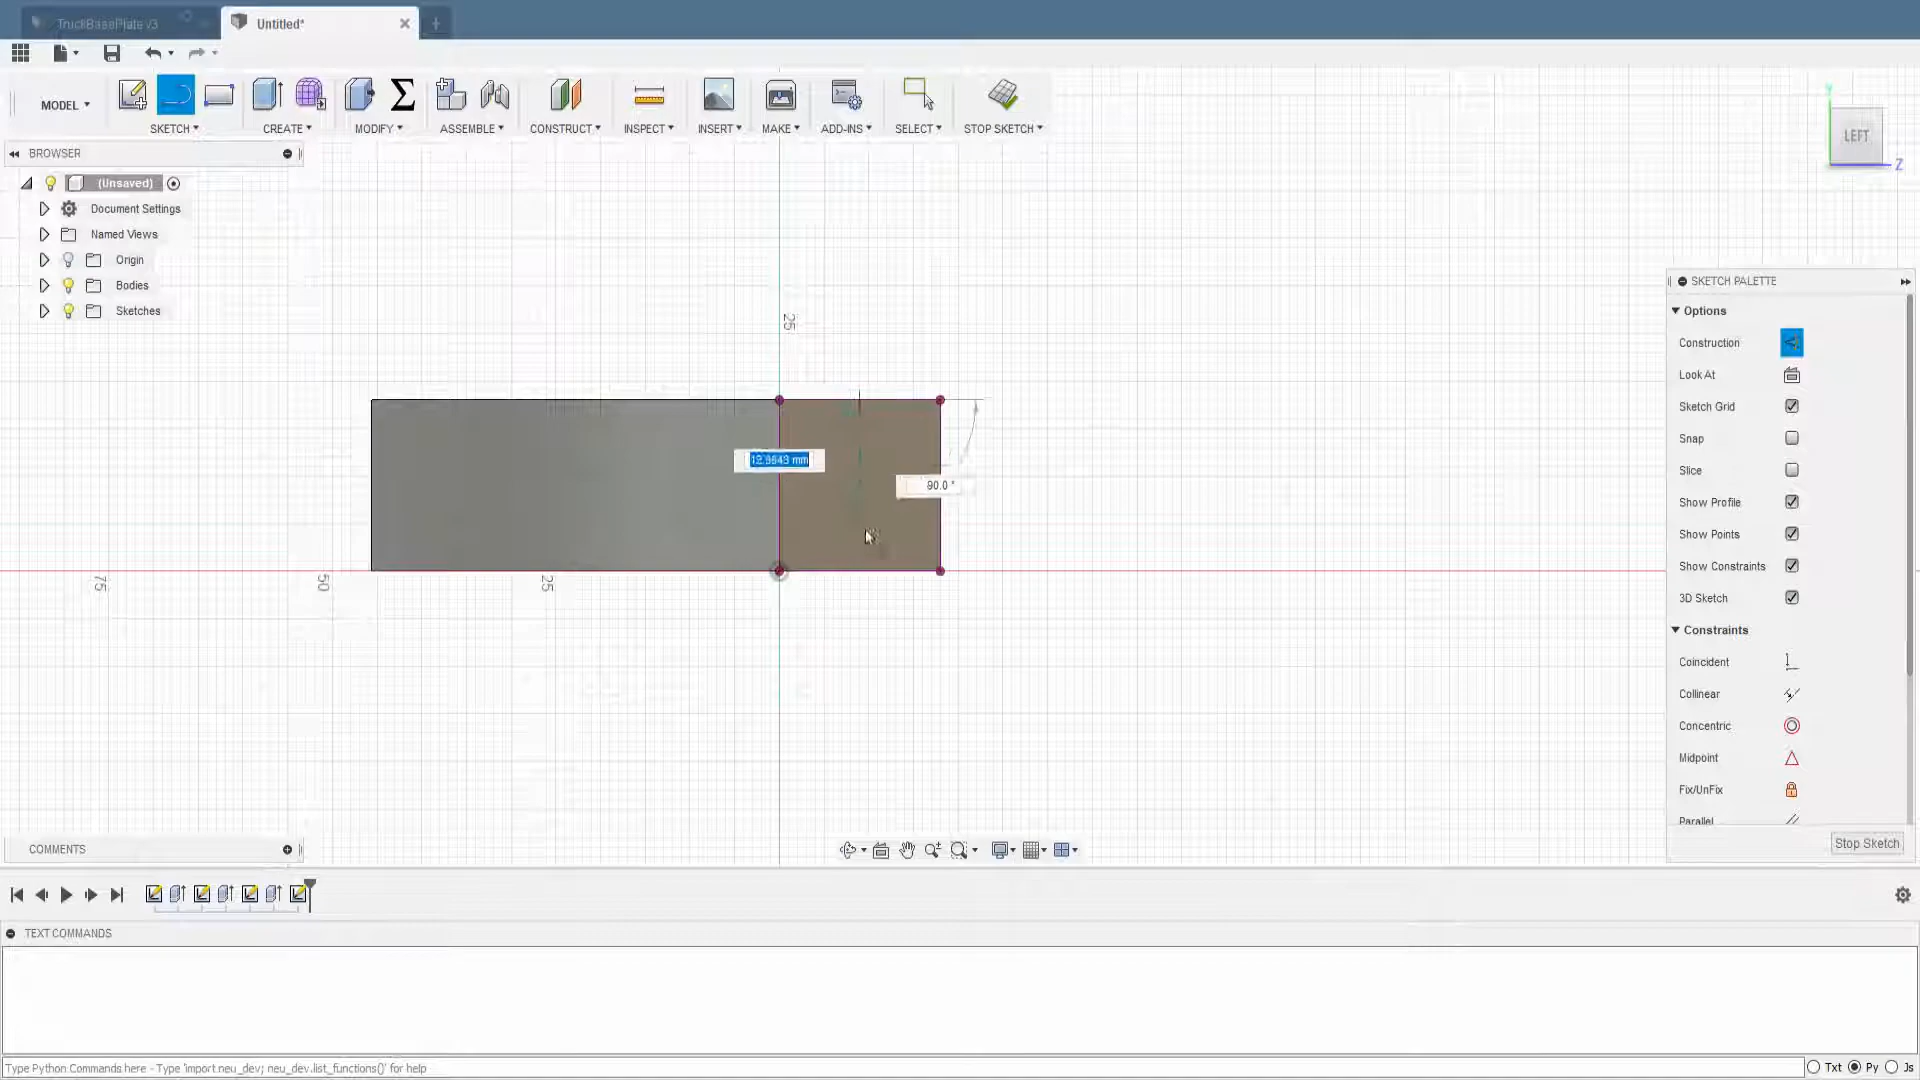 TruckBasePlate v3
Untitled*
MODEL
SKETCH
CREATE
MODIFY
ASSEMBLE
CONSTRUCT
INSPECT
INSERT
MAKE
ADD-INS
SELECT
STOP SKETCH
BROWSER
(Unsaved)
Document Settings
Named Views
Origin
Bodies
Sketches
LEFT
Y
Z
25
90.0 °
75
50
25
SKETCH PALETTE
Options
Construction
Look At
Sketch Grid
Snap
Slice
Show Profile
Show Points
Show Constraints
3D Sketch
Constraints
Coincident
Collinear
Concentric
Midpoint
Fix/UnFix
Parallel
Stop Sketch
COMMENTS
TEXT COMMANDS
Type Python Commands here - Type 'import neu_dev; neu_dev.list_functions()' for help
Txt
Py
Js